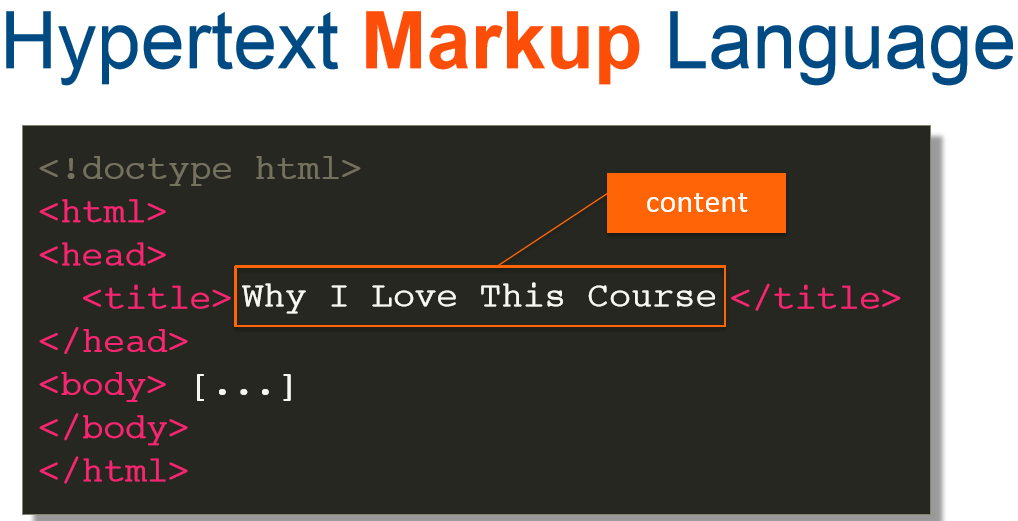 Hypertext Markup Language
<!doctype html>
<html>
content
<head>
<title> Why I Love This Course </title>
</head>
<body> [...]
</body>
</html>